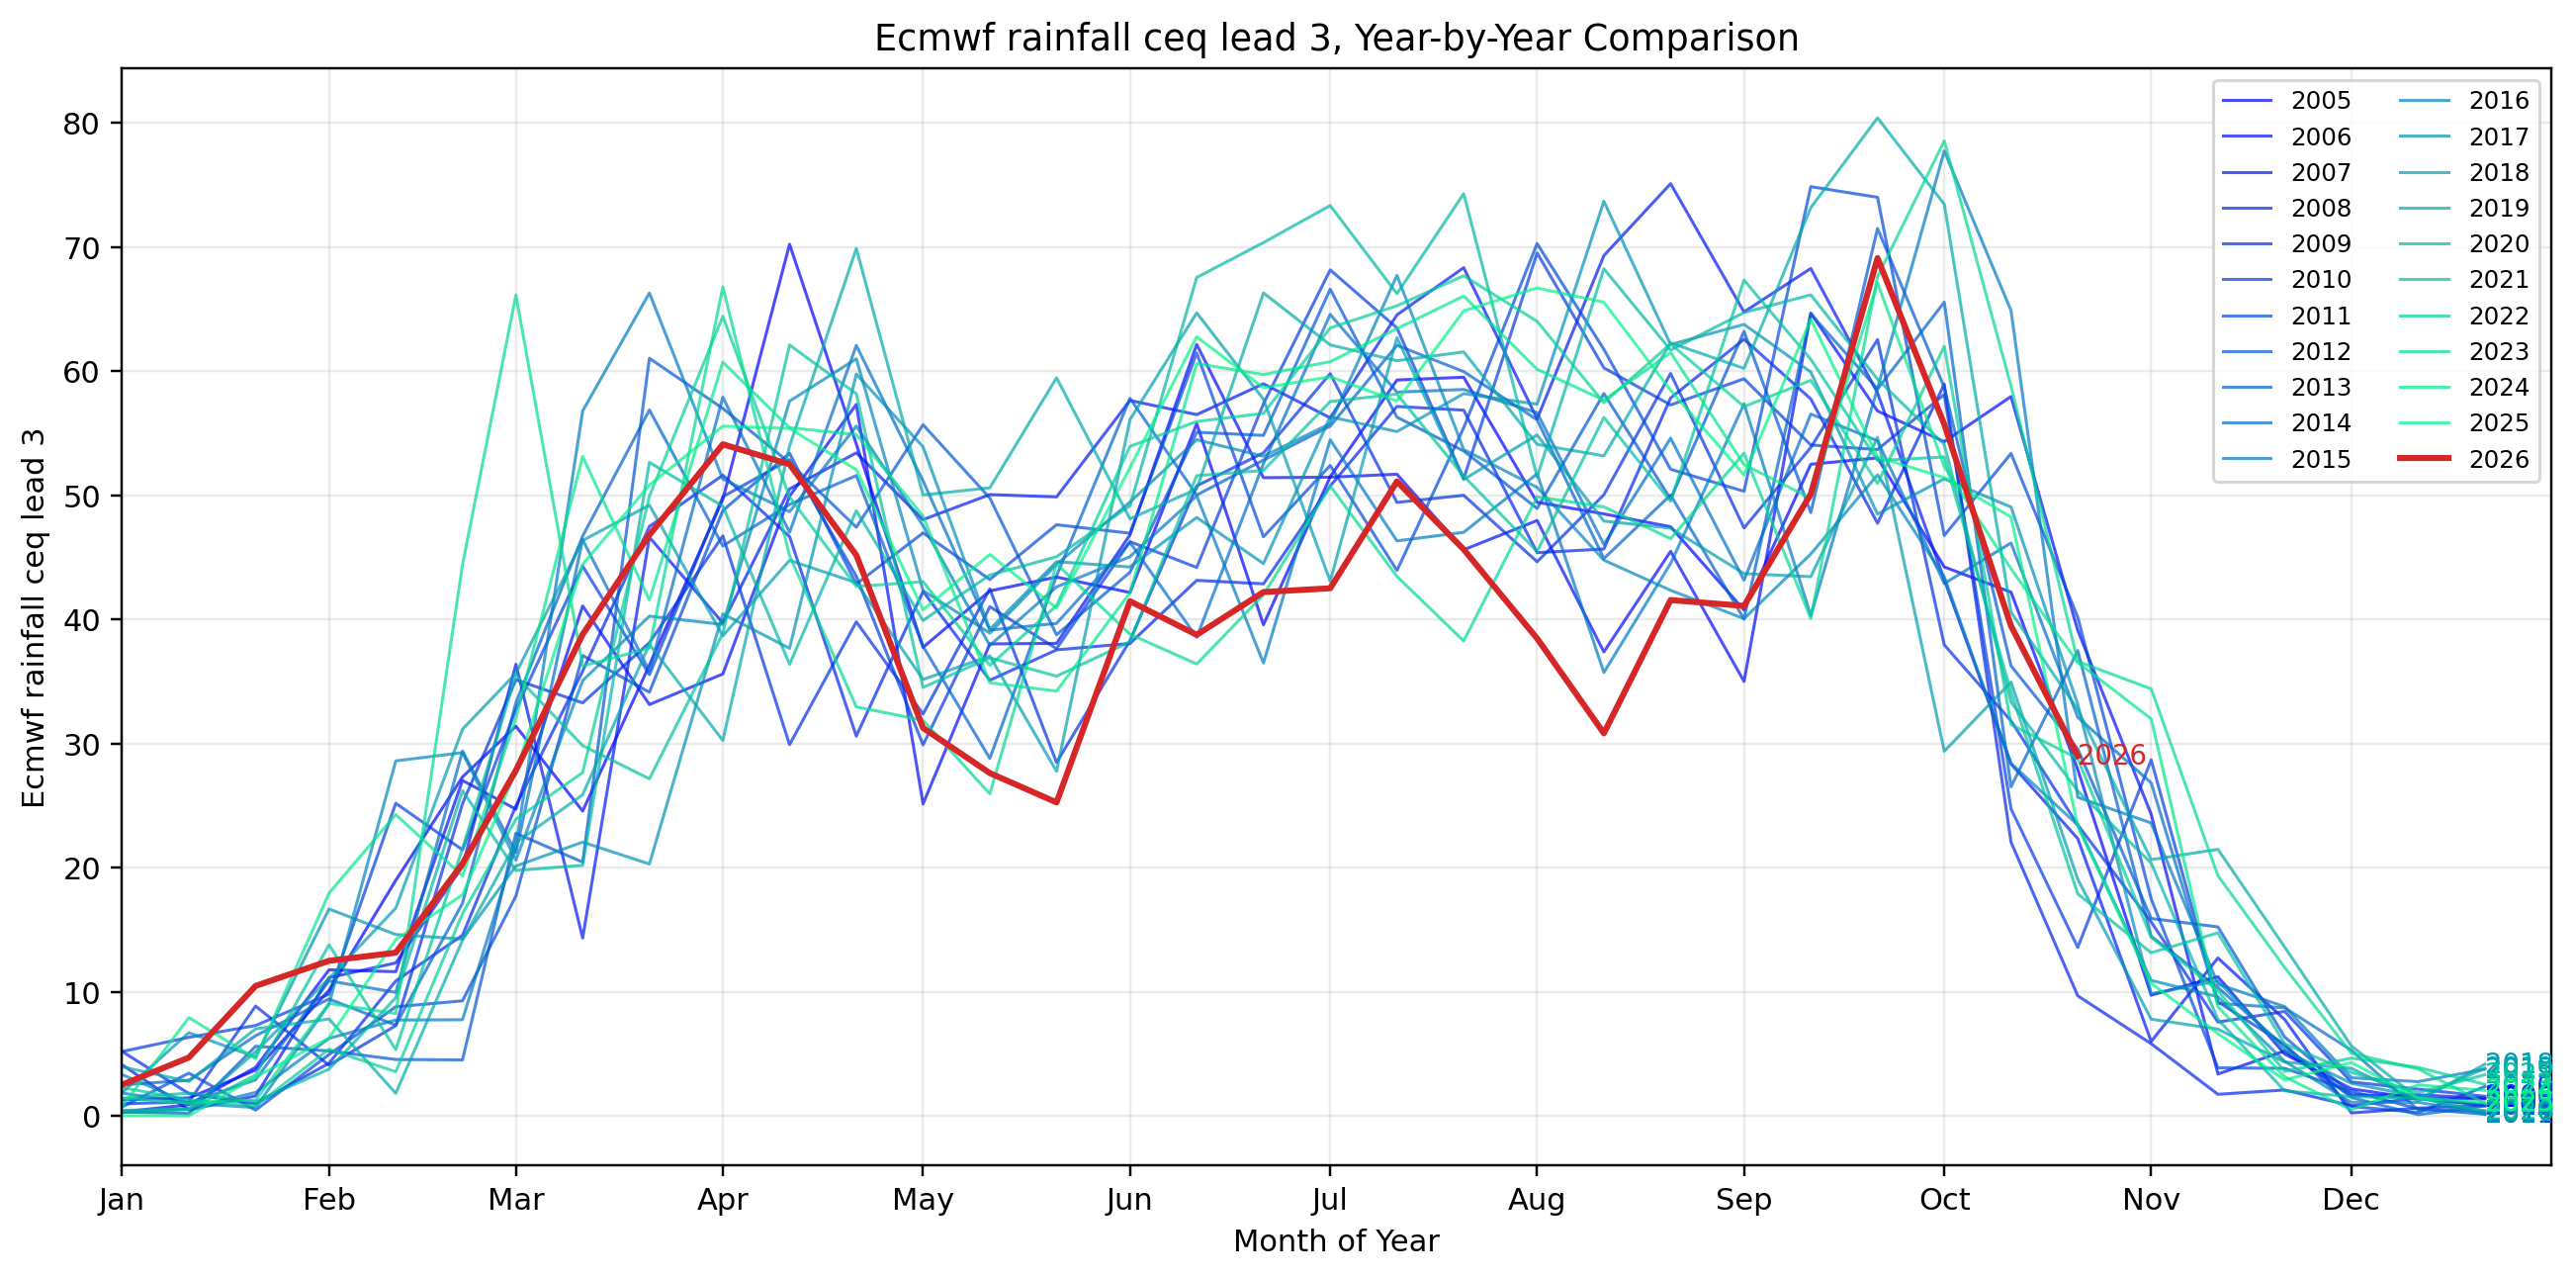 Ecmwf rainfall ceq lead 3, Year-by-Year Comparison
Ecmwf rainfall ceq lead 3
80
70
60
50
40
30
20
10
0
2005
2006
2007
2008
2009
2010
2011
2012
2013
2014
2015
2016
2017
2018
2019
2020
2021
2022
2023
2024
2025
2026
2026
Jan
Feb
Mar
Apr
May
Jun
Jul
Aug
Sep
Oct
Nov
Dec
Month of Year